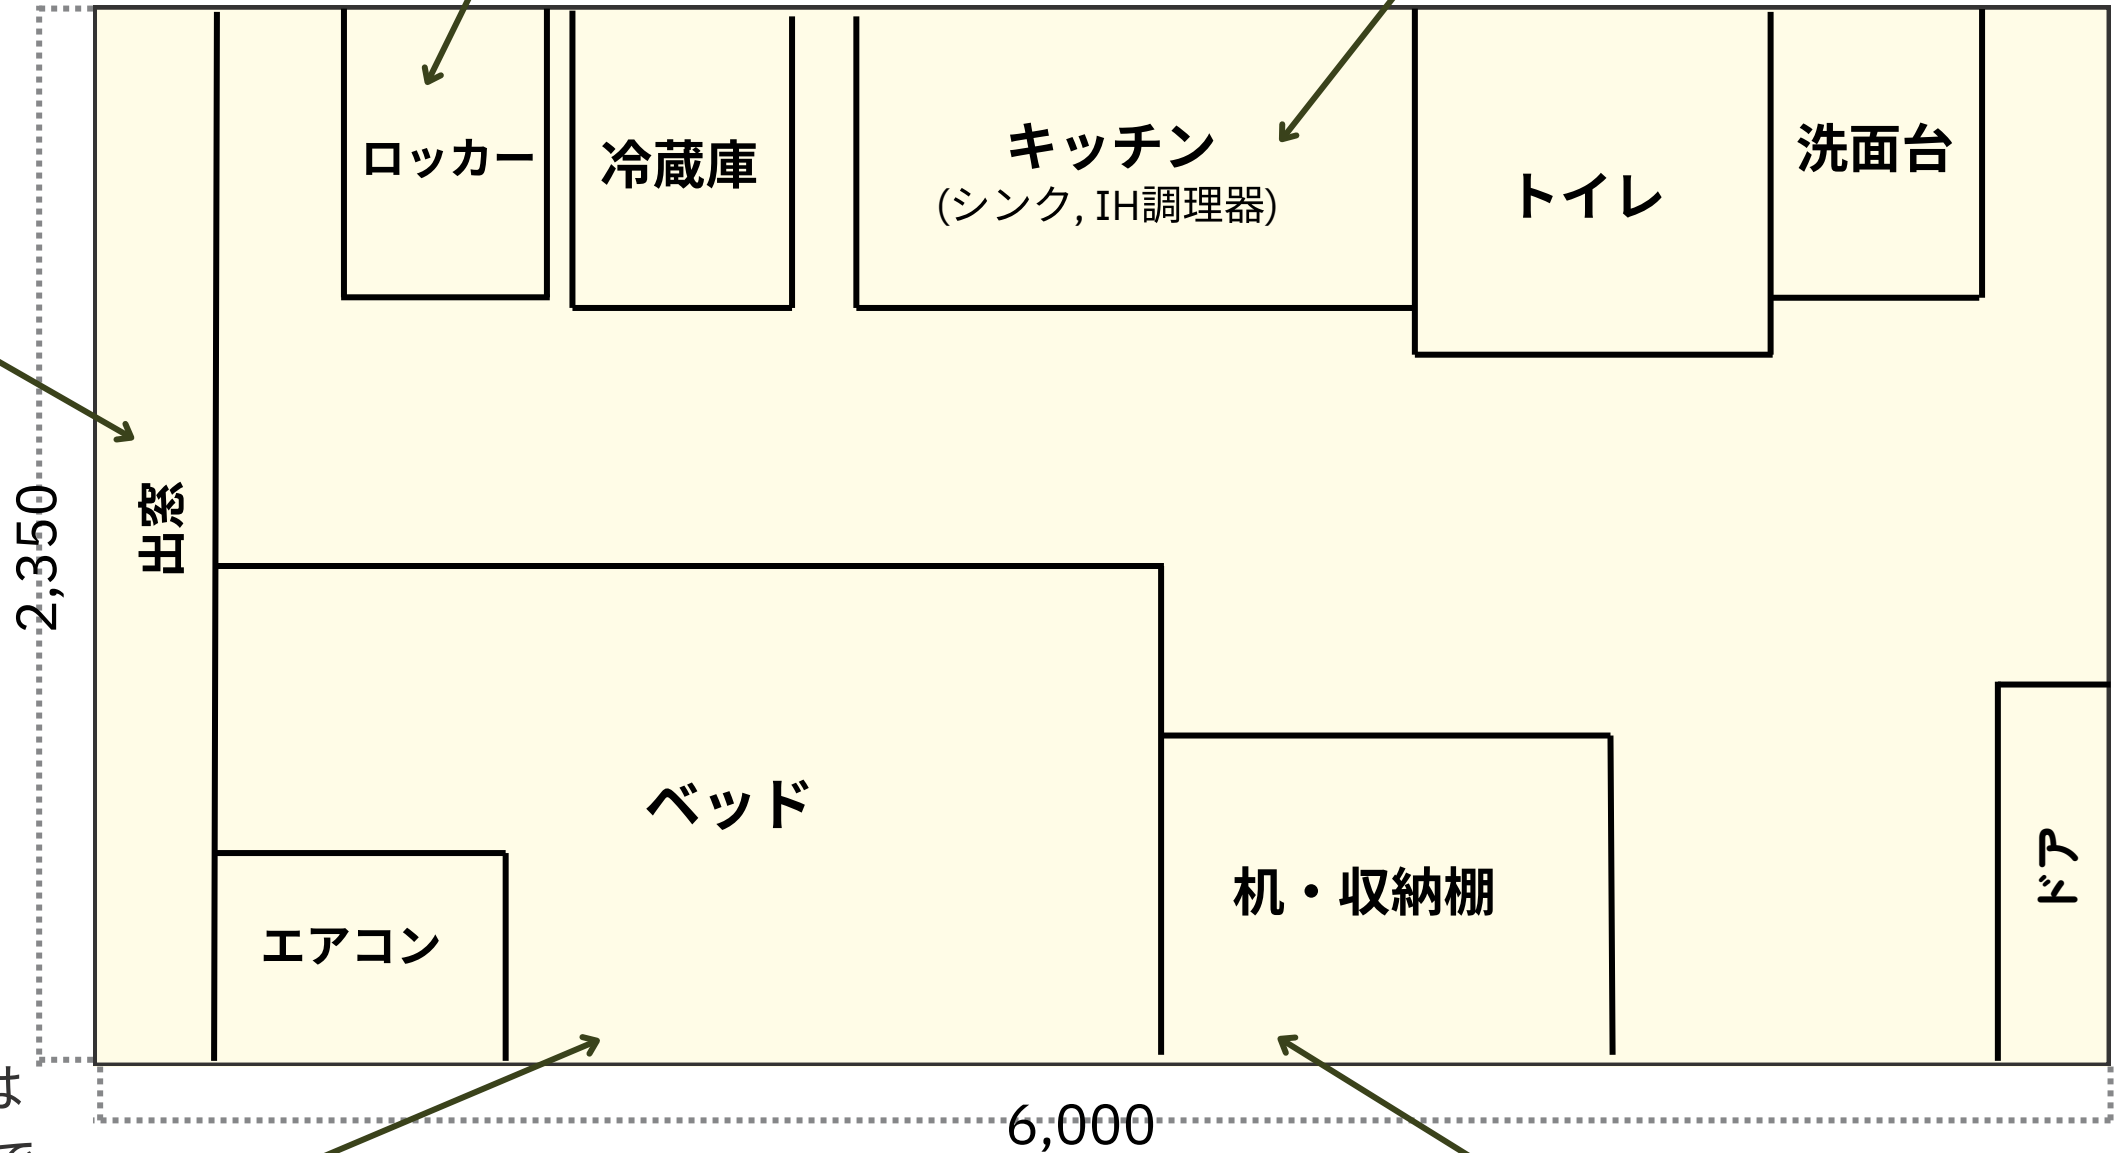 ロッカー
冷蔵庫
キッチン
(シンク, IH調理器)
トイレ
洗面台
出窓
2,350
ベッド
机・収納棚
エアコン
ドア
は
6,000